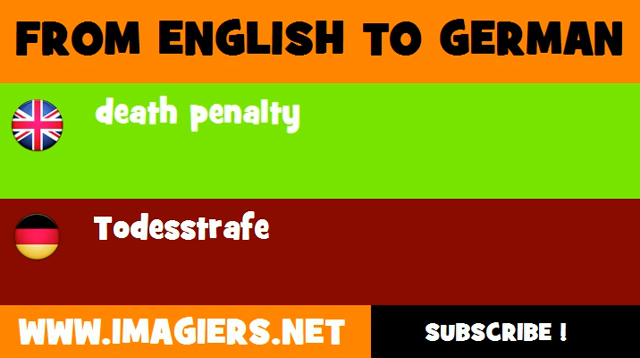 FROM ENGLISH TO GERMAN
death penalty
Todesstrafe
WWW.IMAGIERS.NET
SUBSCRIBE !